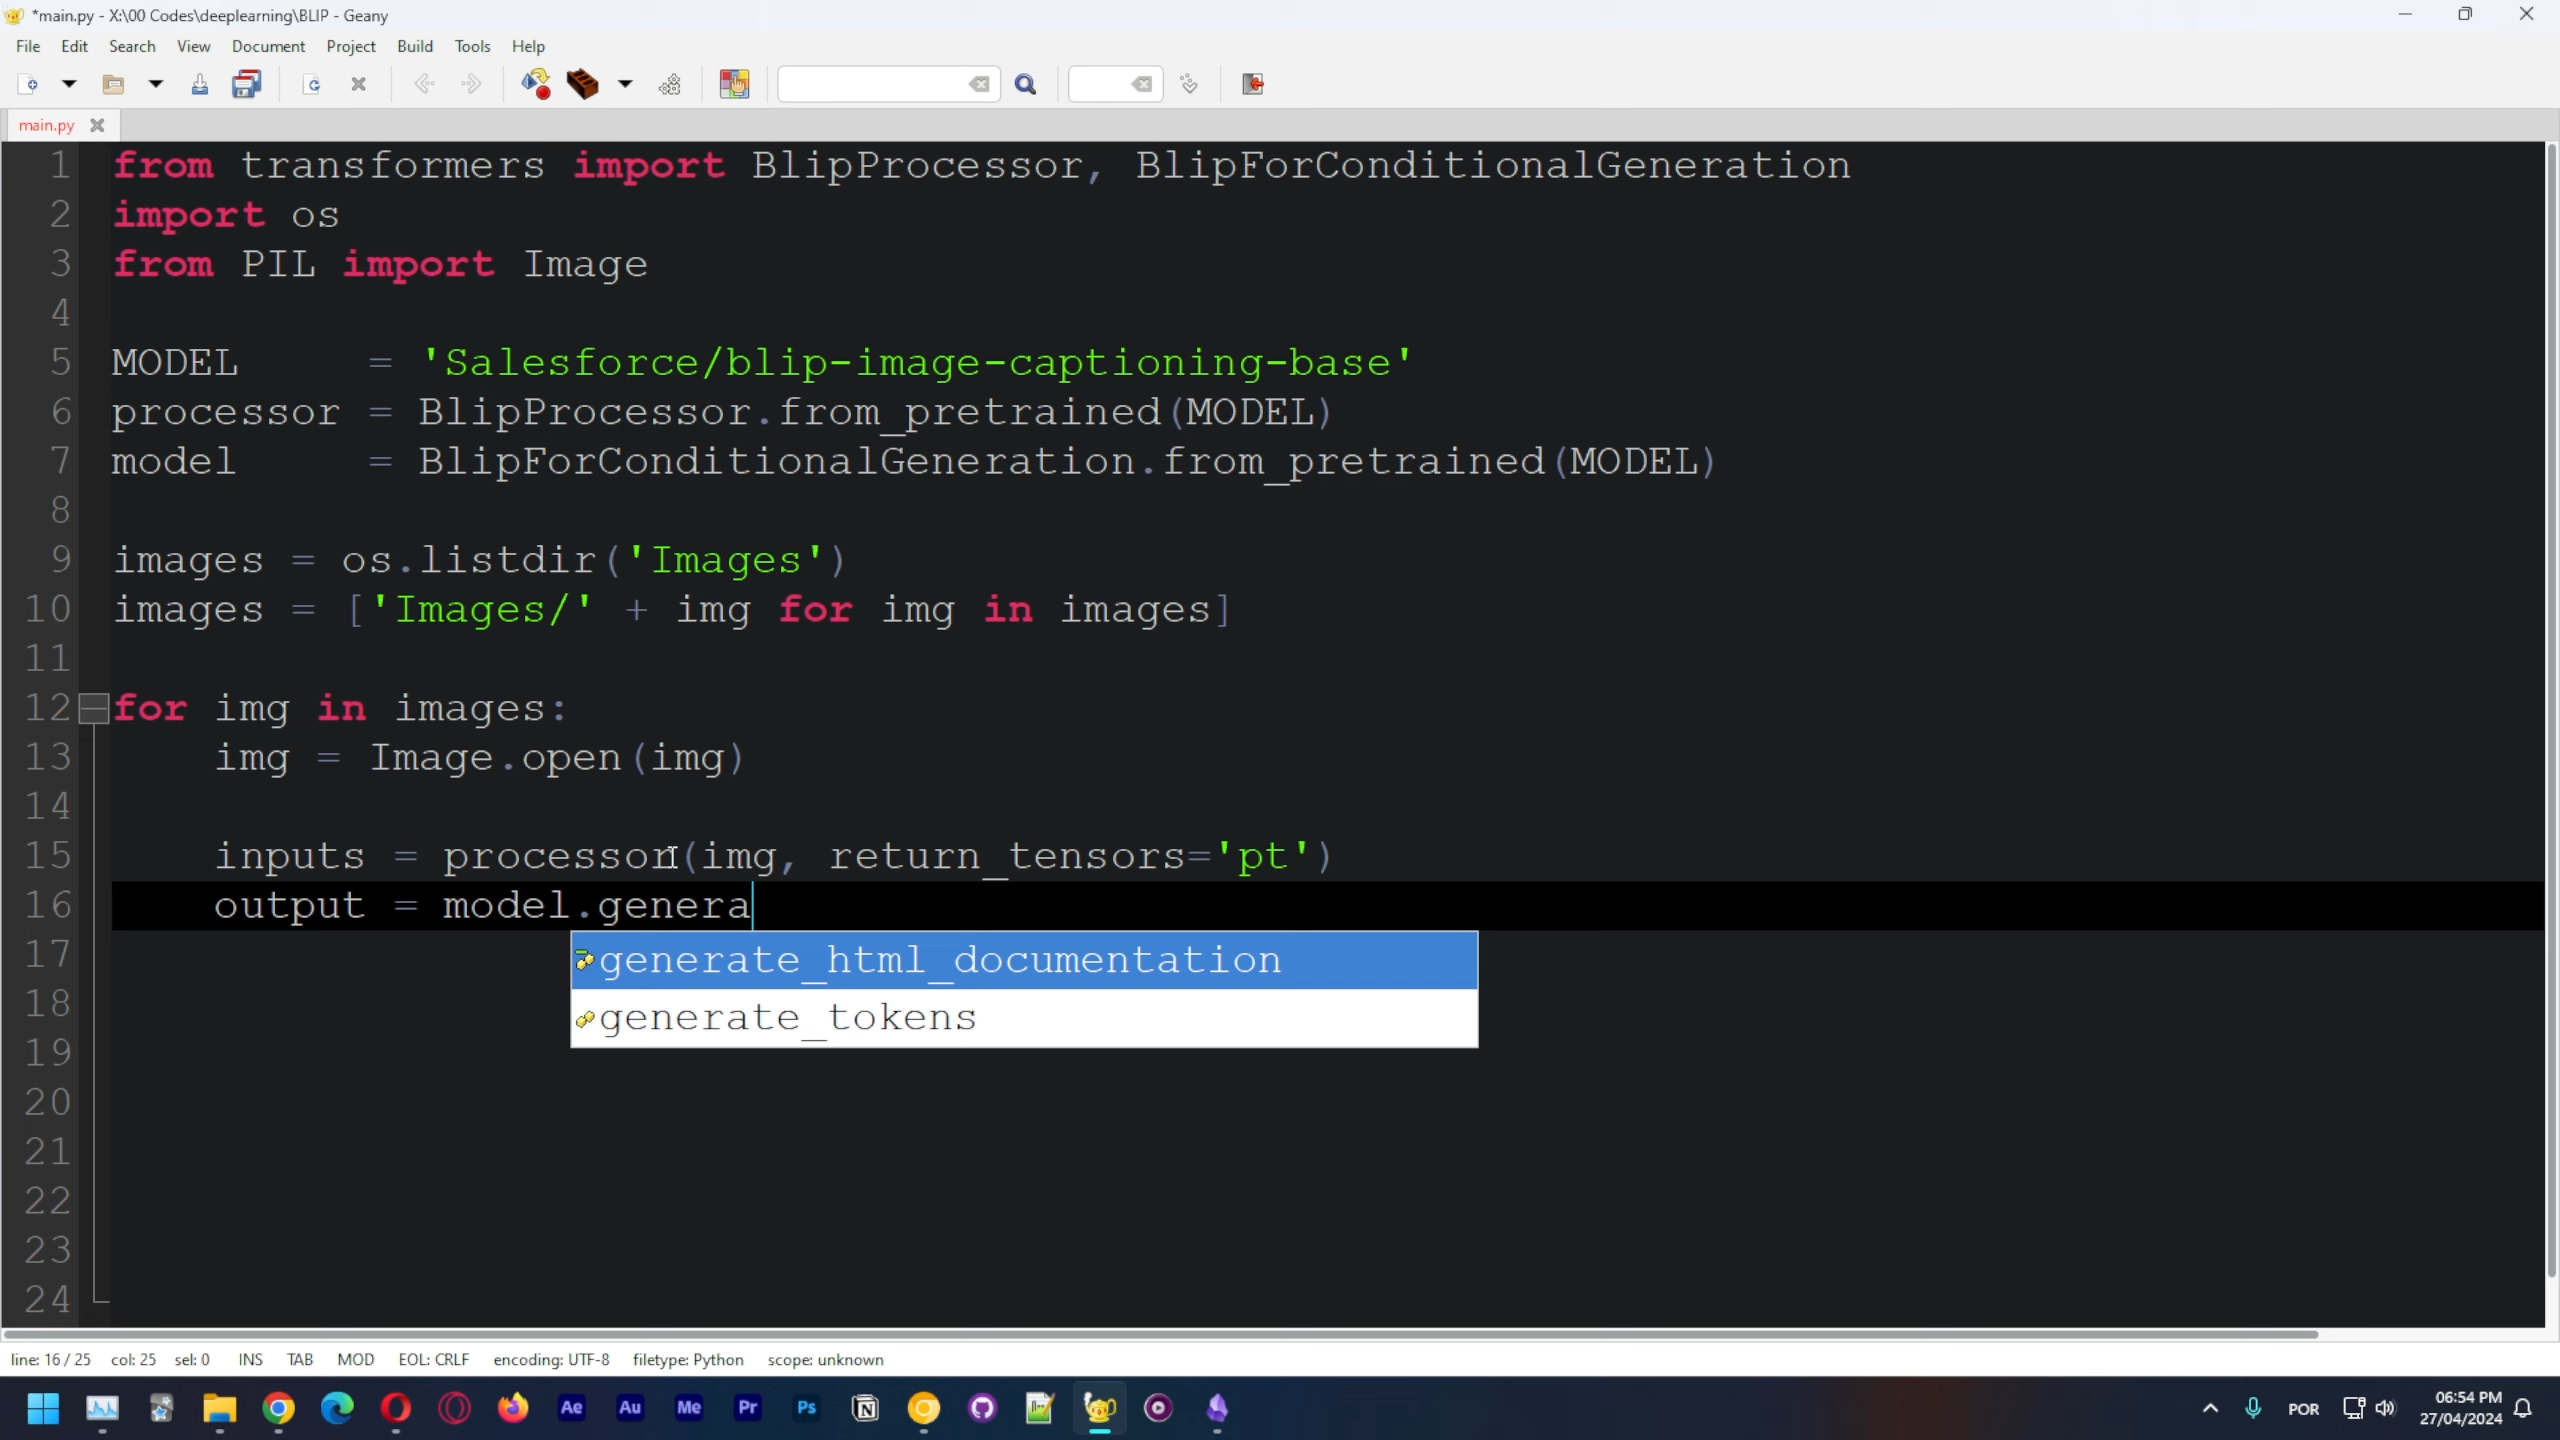 *main.py - X:\00 Codes\deeplearning\BLIP - Geany
File Edit Search View Document Project Build Tools Help
main.py
1 from transformers import BlipProcessor, BlipForConditionalGeneration
2 import os
3 from PIL import Image
4
5 MODEL = 'Salesforce/blip-image-captioning-base'
6 processor = BlipProcessor.from_pretrained(MODEL)
7 model = BlipForConditionalGeneration.from_pretrained(MODEL)
8
9 images = os.listdir('Images')
10 images = ['Images/' + img for img in images]
11
12 for img in images:
13 img = Image.open(img)
14
15 inputs = processor(img, return_tensors='pt')
16 output = model.genera
17 generate_html_documentation
18 generate_tokens
19
20
21
22
23
24
line: 16 / 25 col: 25 sel: 0 INS TAB MOD EOL: CRLF encoding: UTF-8 filetype: Python scope: unknown
Ae Au Me Pr Ps N POR 06:54 PM
27/04/2024